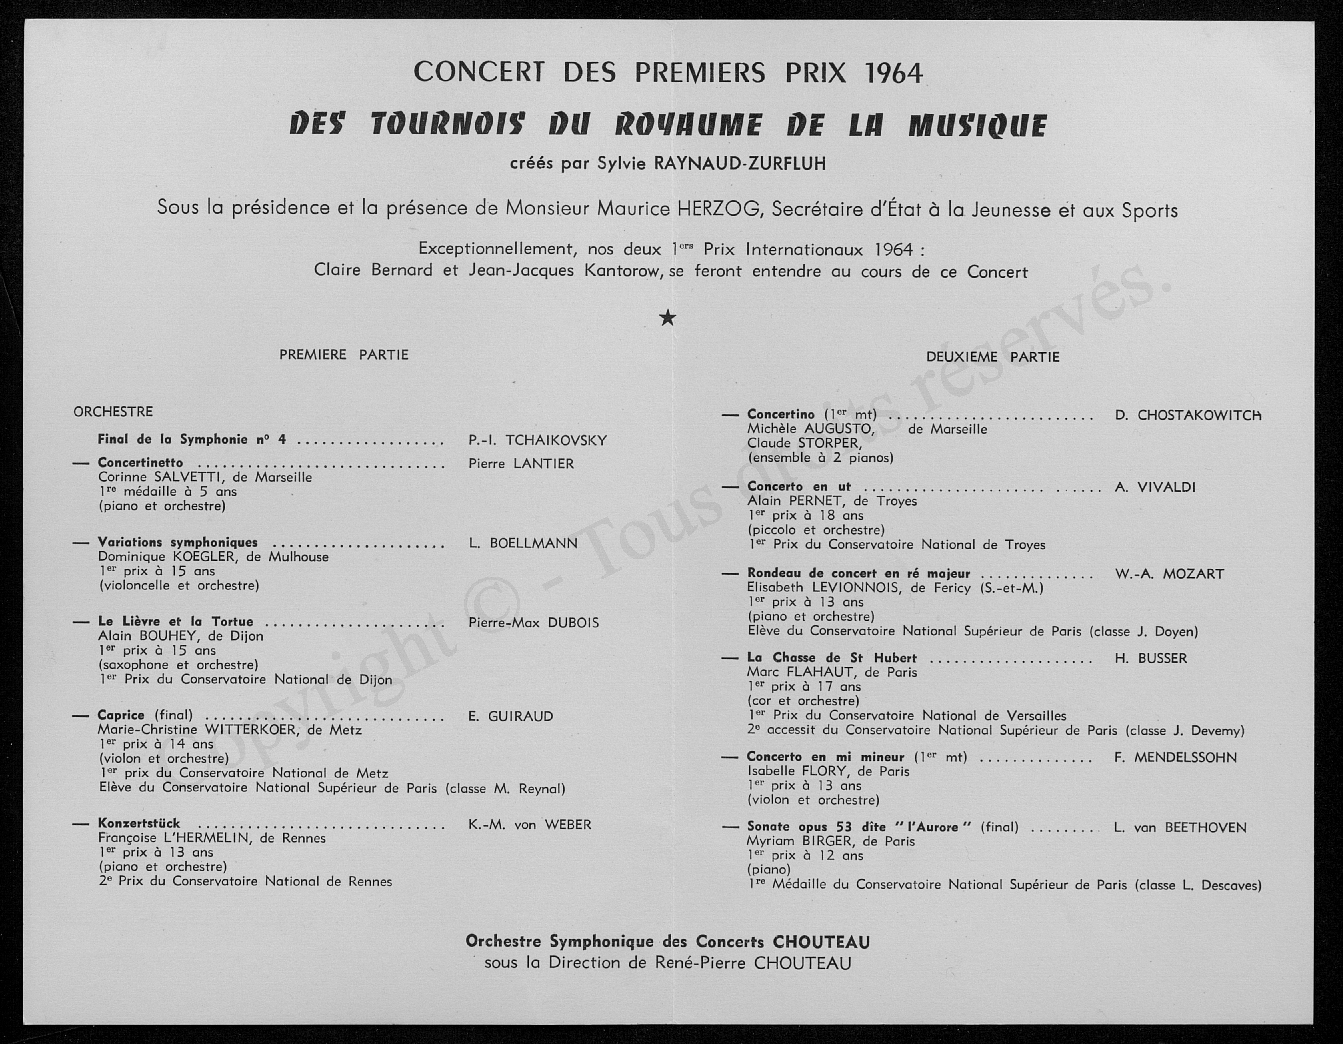 CONCERT DES PREMIERS PRIX 1964
DES TOURNOIS DU ROYAUME DE LA MUSIQUE
créés par Sylvie RAYNAUD-ZURFLUH
Sous la présidence et la présence de Monsieur Maurice HERZOG, Secrétaire d'État à la Jeunesse et aux Sports
Exceptionnellement, nos deux 1ers Prix Internationaux 1964 :
Claire Bernard et Jean-Jacques Kantorow, se feront entendre au cours de ce Concert
★
PREMIERE PARTIE
ORCHESTRE
Final de la Symphonie nº 4 .................. P.-I. TCHAIKOVSKY
— Concertinetto .............................. Pierre LANTIER
Corinne SALVETTI, de Marseille
1re médaille à 5 ans
(piano et orchestre)
— Variations symphoniques ..................... L. BOELLMANN
Dominique KOEGLER, de Mulhouse
1er prix à 15 ans
(violoncelle et orchestre)
— Le Lièvre et la Tortue ...................... Pierre-Max DUBOIS
Alain BOUHEY, de Dijon
1er prix à 15 ans
(saxophone et orchestre)
1er Prix du Conservatoire National de Dijon
— Caprice (final) ............................. E. GUIRAUD
Marie-Christine WITTERKOER, de Metz
1er prix à 14 ans
(violon et orchestre)
1er prix du Conservatoire National de Metz
Elève du Conservatoire National Supérieur de Paris (classe M. Reynal)
— Konzertstück .............................. K.-M. von WEBER
Françoise L'HERMELIN, de Rennes
1er prix à 13 ans
(piano et orchestre)
2e Prix du Conservatoire National de Rennes
DEUXIEME PARTIE
— Concertino (1er mt) ......................... D. CHOSTAKOWITCH
Michèle AUGUSTO, de Marseille
Claude STORPER,
(ensemble à 2 pianos)
— Concerto en ut ............................ A. VIVALDI
Alain PERNET, de Troyes
1er prix à 18 ans
(piccolo et orchestre)
1er Prix du Conservatoire National de Troyes
— Rondeau de concert en ré majeur .............. W.-A. MOZART
Elisabeth LEVIONNOIS, de Fericy (S.-et-M.)
1er prix à 13 ans
(piano et orchestre)
Elève du Conservatoire National Supérieur de Paris (classe J. Doyen)
— La Chasse de St Hubert .................... H. BUSSER
Marc FLAHAUT, de Paris
1er prix à 17 ans
(cor et orchestre)
1er Prix du Conservatoire National de Versailles
2e accessit du Conservatoire National Supérieur de Paris (classe J. Devemy)
— Concerto en mi mineur (1er mt) .............. F. MENDELSSOHN
Isabelle FLORY, de Paris
1er prix à 13 ans
(violon et orchestre)
— Sonate opus 53 dîte " l'Aurore " (final) ......... L. van BEETHOVEN
Myriam BIRGER, de Paris
1er prix à 12 ans
(piano)
1re Médaille du Conservatoire National Supérieur de Paris (classe L. Descaves)
Orchestre Symphonique des Concerts CHOUTEAU
sous la Direction de René-Pierre CHOUTEAU
Copyright © - Tous droits réservés.